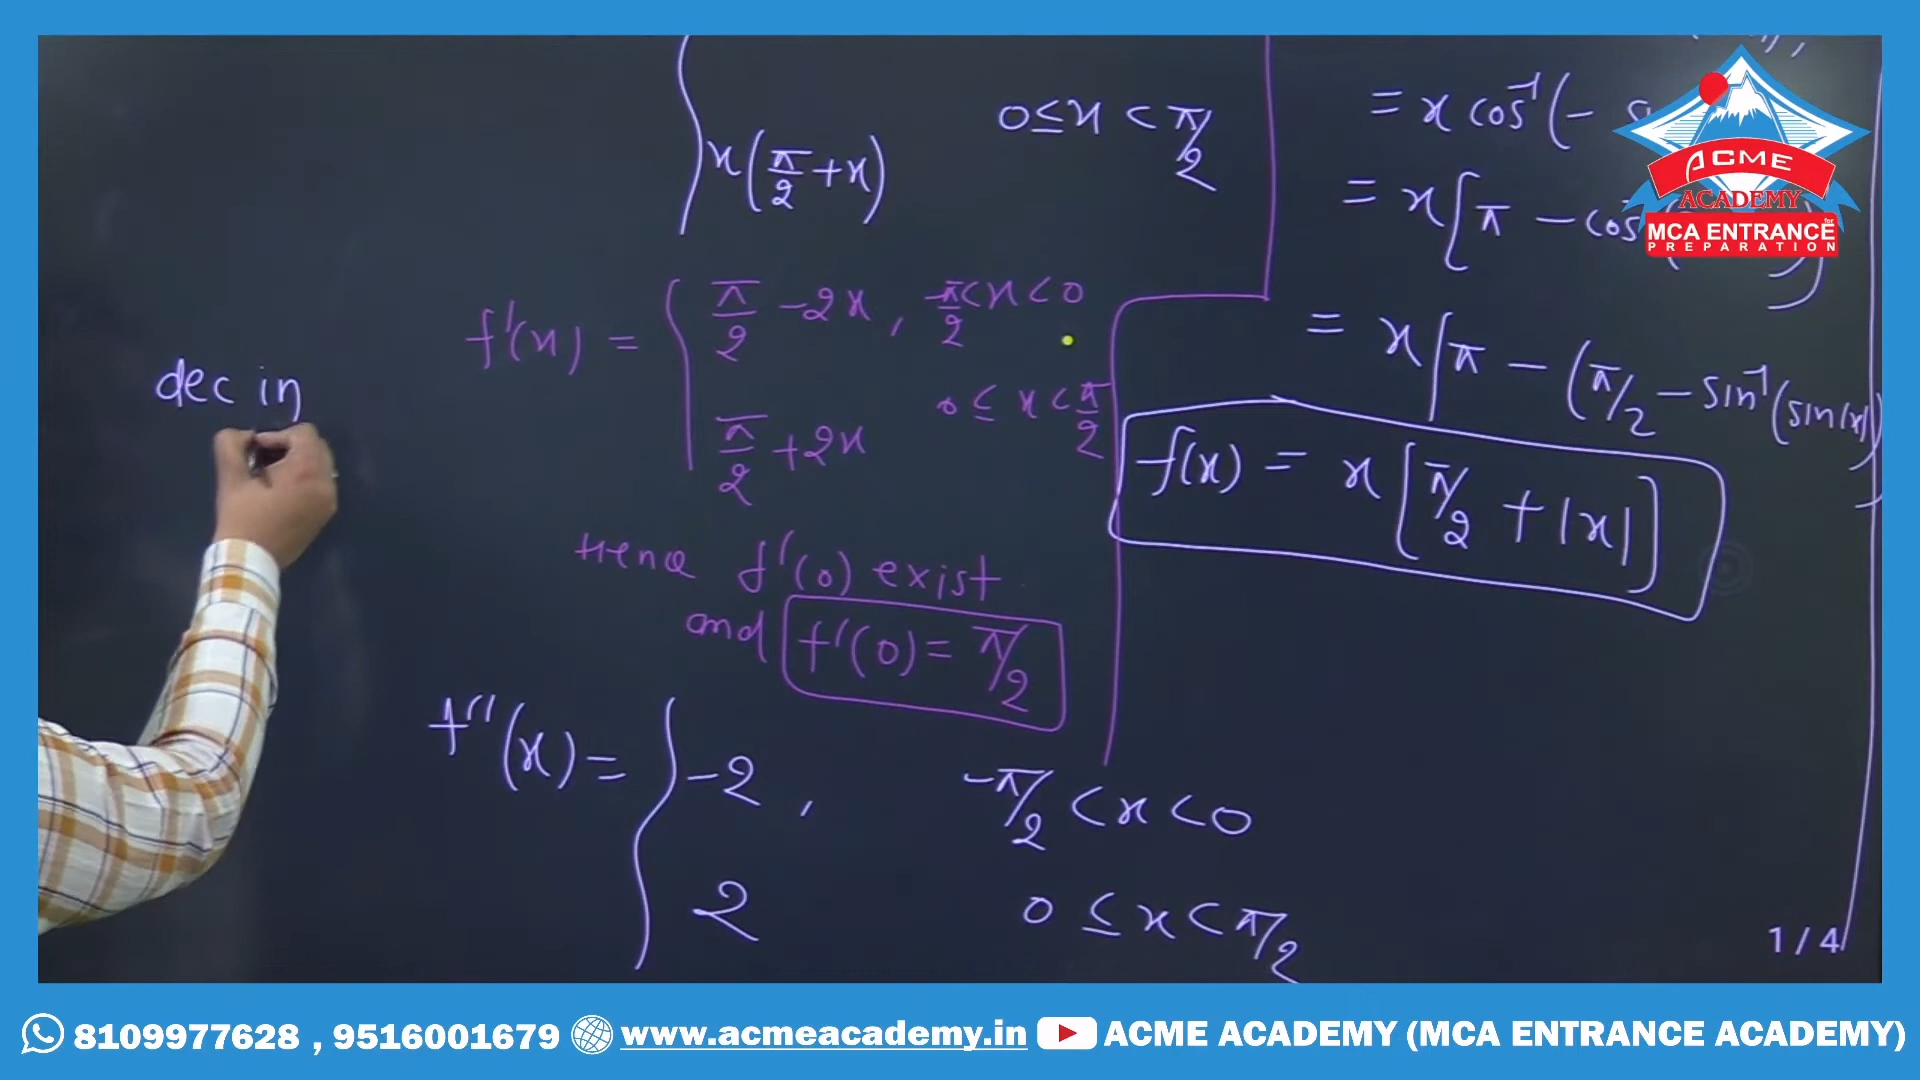 x(π/2 + x)
0 ≤ x < π/2
f'(x) = { π/2 - 2x, -π/2 < x < 0
π/2 + 2x 0 ≤ x < π/2
Hence f'(0) exist
and f'(0) = π/2
f''(x) = { -2, -π/2 < x < 0
2 0 ≤ x < π/2
dec in
= x cos⁻¹(-
= x[π - cos
= x[π - (π/2 - sin⁻¹(sin|x|)
f(x) = x[π/2 + |x|]
ACME
ACADEMY
for
MCA ENTRANCE
PREPARATION
1 / 4
8109977628 , 9516001679 www.acmeacademy.in ACME ACADEMY (MCA ENTRANCE ACADEMY)